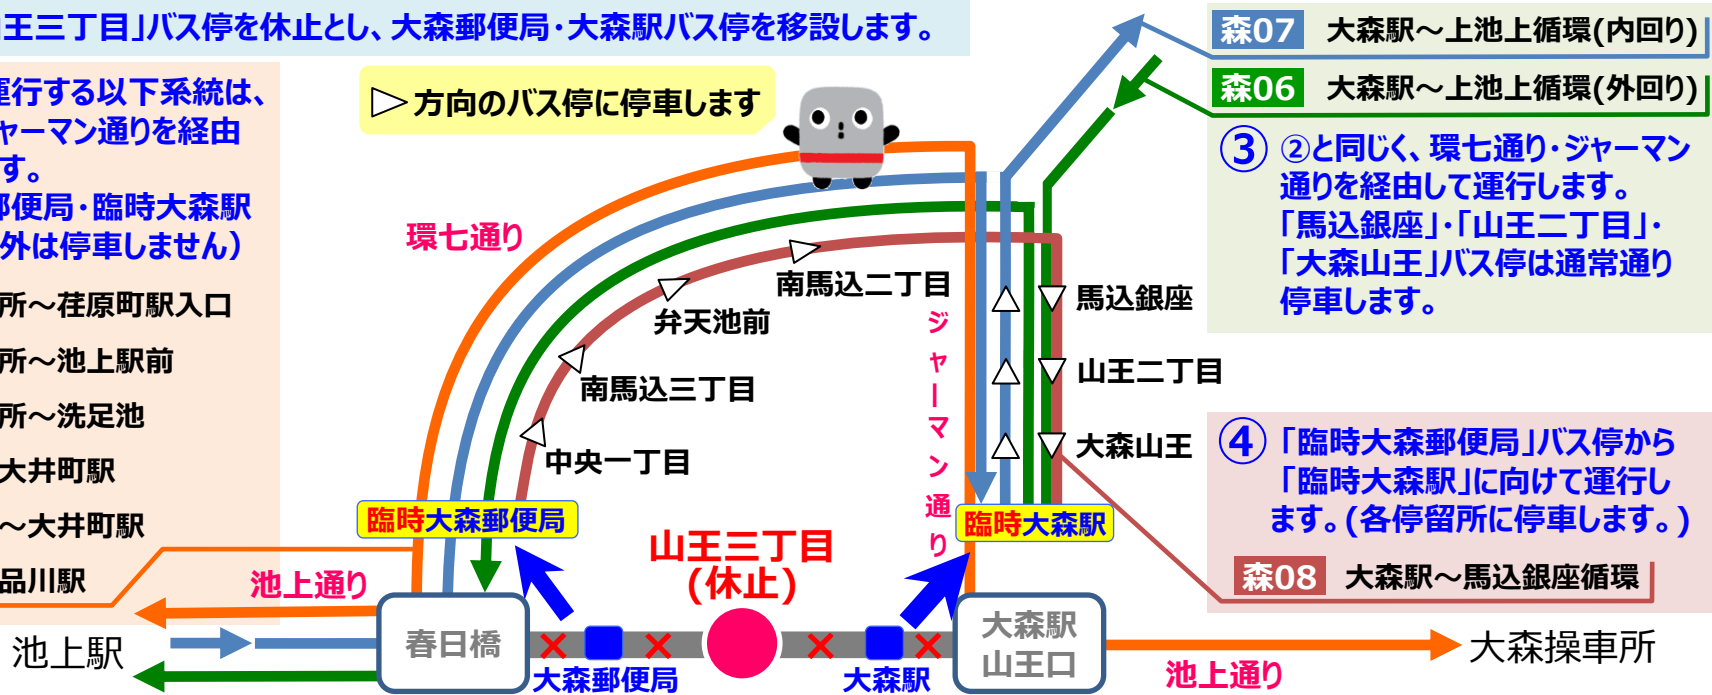 山王三丁目」バス停を休止とし、大森郵便局・大森駅バス停を移設します。
運行する以下系統は、
ジャーマン通りを経由
す。
郵便局・臨時大森駅
外は停車しません）
所～荏原町駅入口
所～池上駅前
所～洗足池
大井町駅
～大井町駅
品川駅
▷方向のバス停に停車します
環七通り
南馬込二丁目
弁天池前
南馬込三丁目
中央一丁目
ジャーマン通り
馬込銀座
山王二丁目
大森山王
臨時大森郵便局
臨時大森駅
山王三丁目
(休止)
池上通り
池上駅
春日橋
大森郵便局
大森駅
大森駅
山王口
池上通り
大森操車所
森07 大森駅～上池上循環(内回り)
森06 大森駅～上池上循環(外回り)
③ ②と同じく、環七通り・ジャーマン
通りを経由して運行します。
「馬込銀座」・「山王二丁目」・
「大森山王」バス停は通常通り
停車します。
④ 「臨時大森郵便局」バス停から
「臨時大森駅」に向けて運行し
ます。(各停留所に停車します。)
森08 大森駅～馬込銀座循環